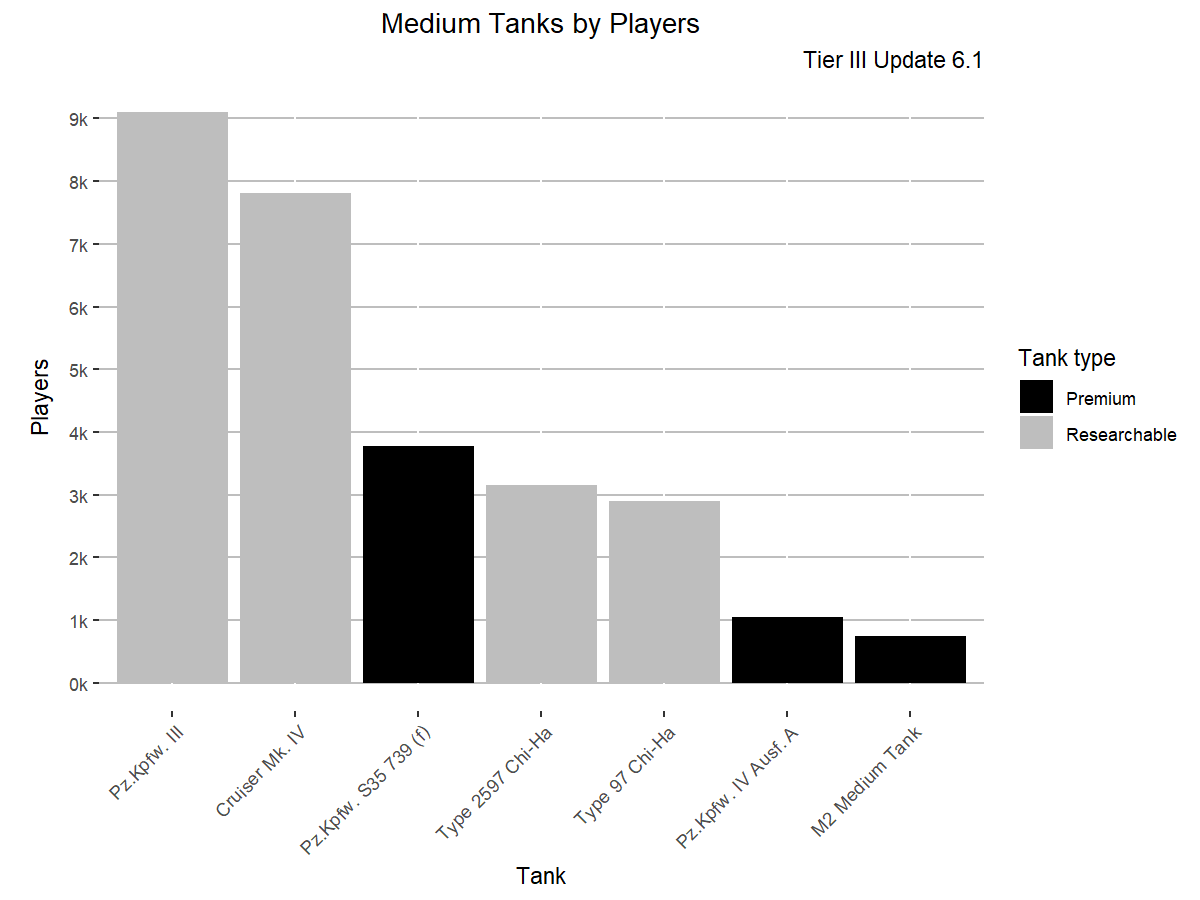 Medium Tanks by Players
Tier III Update 6.1
Players
9k
8k
7k
6k
5k
4k
3k
2k
1k
0k
Pz.Kpfw. III
Cruiser Mk. IV
Pz.Kpfw. S35 739 (f)
Type 2597 Chi-Ha
Type 97 Chi-Ha
Pz.Kpfw. IV Ausf. A
M2 Medium Tank
Tank
Tank type
Premium
Researchable